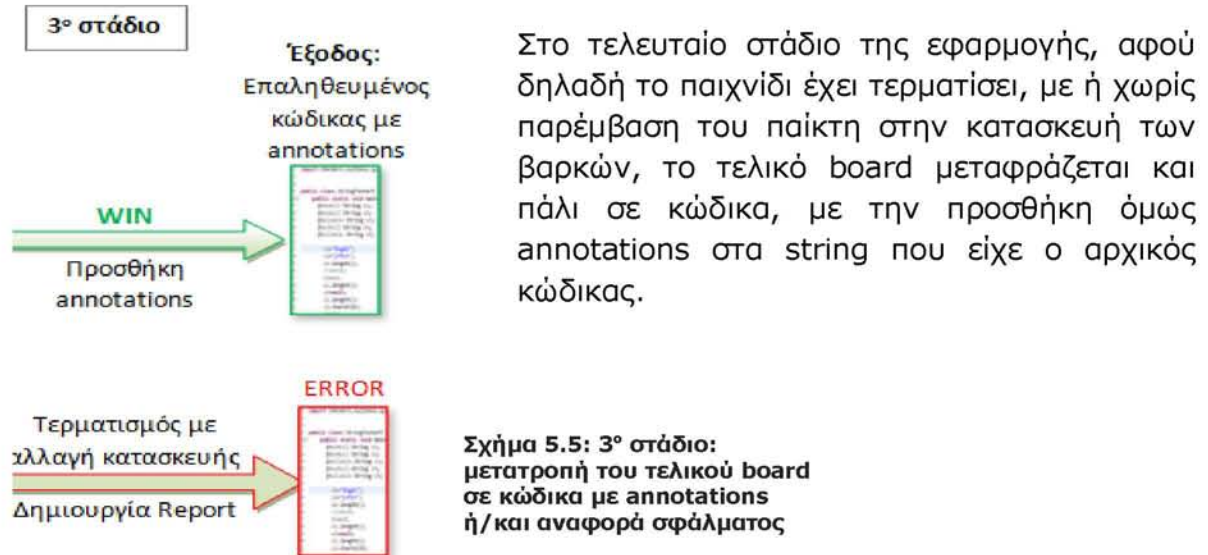 3º στάδιο
Έξοδος:
Επαληθευμένος
κώδικας με
annotations
WIN
Προσθήκη
annotations
Στο τελευταίο στάδιο της εφαρμογής, αφού
δηλαδή το παιχνίδι έχει τερματίσει, με ή χωρίς
παρέμβαση του παίκτη στην κατασκευή των
βαρκών, το τελικό board μεταφράζεται και
πάλι σε κώδικα, με την προσθήκη όμως
annotations στα string που είχε ο αρχικός
κώδικας.
ERROR
Τερματισμός με
αλλαγή κατασκευής
Δημιουργία Report
Σχήμα 5.5: 3º στάδιο:
μετατροπή του τελικού board
σε κώδικα με annotations
ή/και αναφορά σφάλματος